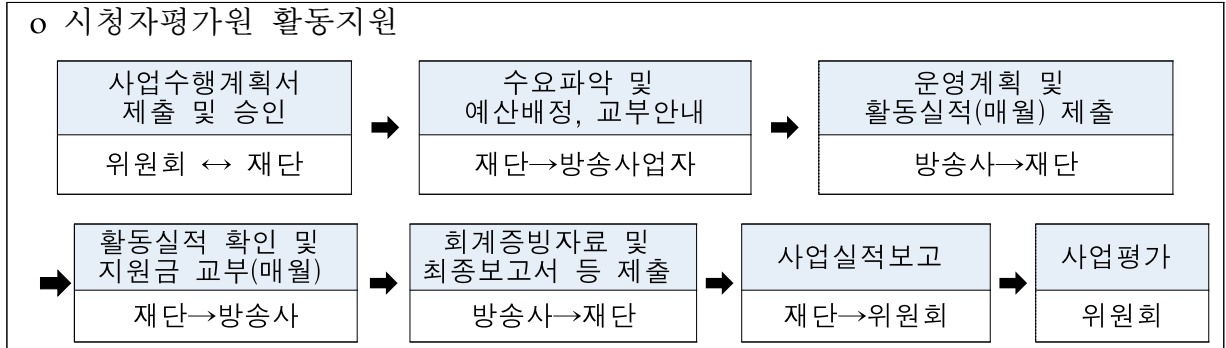 o 시청자평가원 활동지원
사업수행계획서
제출 및 승인
위원회 ↔ 재단
➡
수요파악 및
예산배정, 교부안내
재단→방송사업자
➡
운영계획 및
활동실적(매월) 제출
방송사→재단
➡
활동실적 확인 및
지원금 교부(매월)
재단→방송사
➡
회계증빙자료 및
최종보고서 등 제출
방송사→재단
➡
사업실적보고
재단→위원회
➡
사업평가
위원회